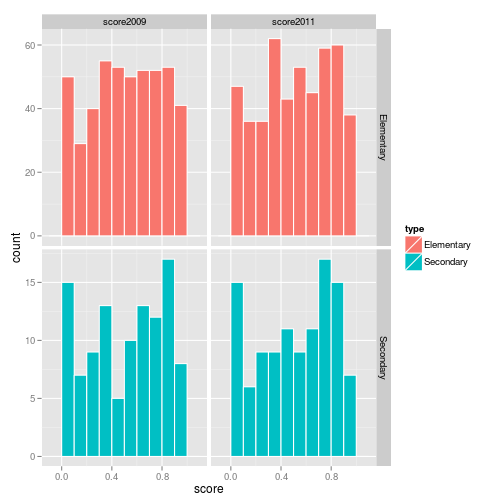 score2009 score2011
60
40
20
0
Elementary
count
type
Elementary
Secondary
15
10
5
0
Secondary
0.0 0.4 0.8 0.0 0.4 0.8
score